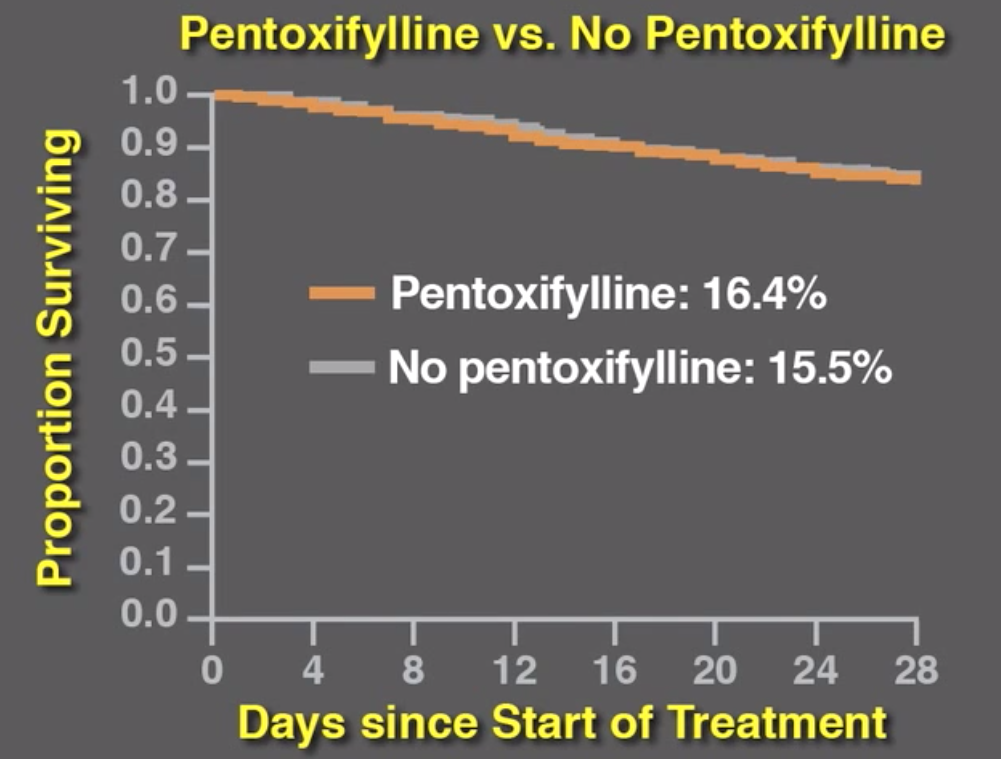 Pentoxifylline vs. No Pentoxifylline
Proportion Surviving
1.0
0.9
0.8
0.7
0.6
0.5
0.4
0.3
0.2
0.1
0.0
Pentoxifylline: 16.4%
No pentoxifylline: 15.5%
0 4 8 12 16 20 24 28
Days since Start of Treatment